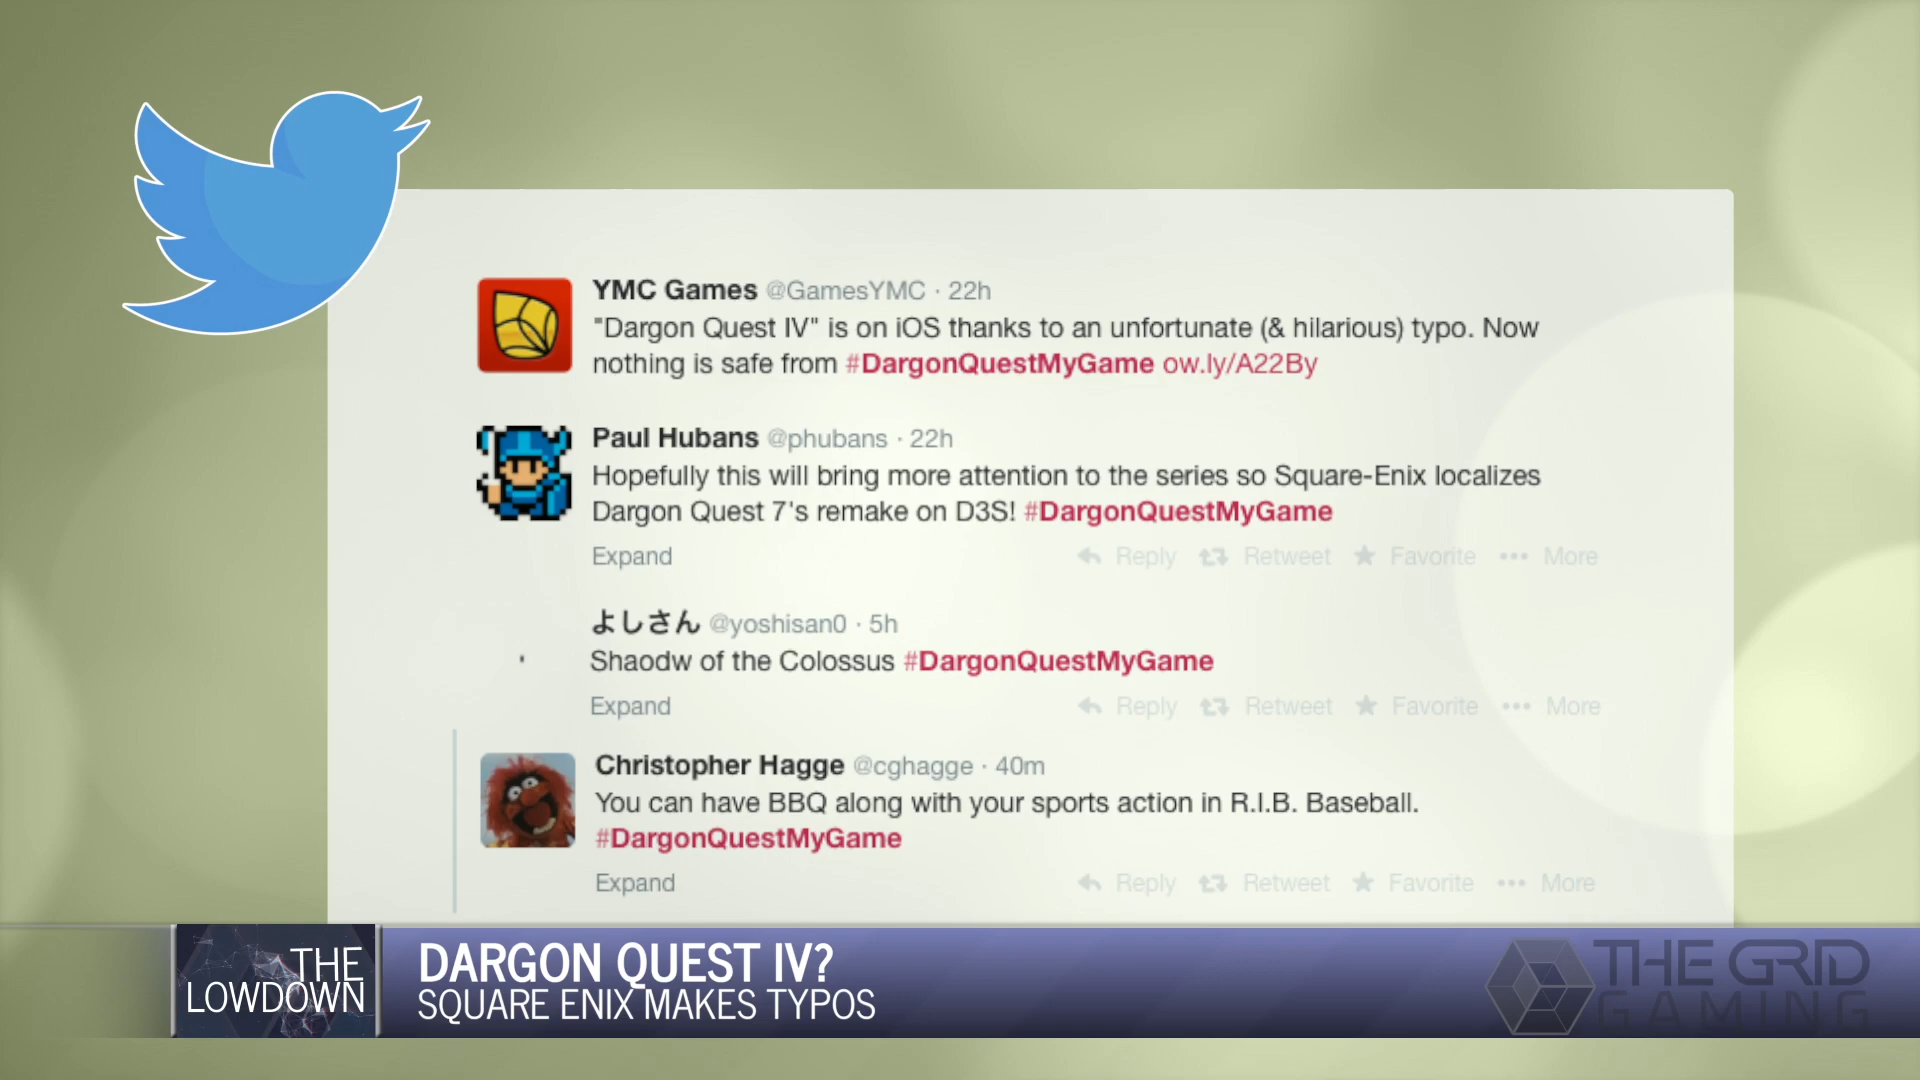 YMC Games @GamesYMC · 22h
"Dargon Quest IV" is on iOS thanks to an unfortunate (& hilarious) typo. Now
nothing is safe from #DargonQuestMyGame ow.ly/A22By
Paul Hubans @phubans · 22h
Hopefully this will bring more attention to the series so Square-Enix localizes
Dargon Quest 7's remake on D3S! #DargonQuestMyGame
Expand Reply Retweet Favorite ••• More
よしさん @yoshisan0 · 5h
Shaodw of the Colossus #DargonQuestMyGame
Expand Reply Retweet Favorite ••• More
Christopher Hagge @cghagge · 40m
You can have BBQ along with your sports action in R.I.B. Baseball.
#DargonQuestMyGame
Expand Reply Retweet Favorite ••• More
THE
LOWDOWN
DARGON QUEST IV?
SQUARE ENIX MAKES TYPOS
THE GRID
GAMING